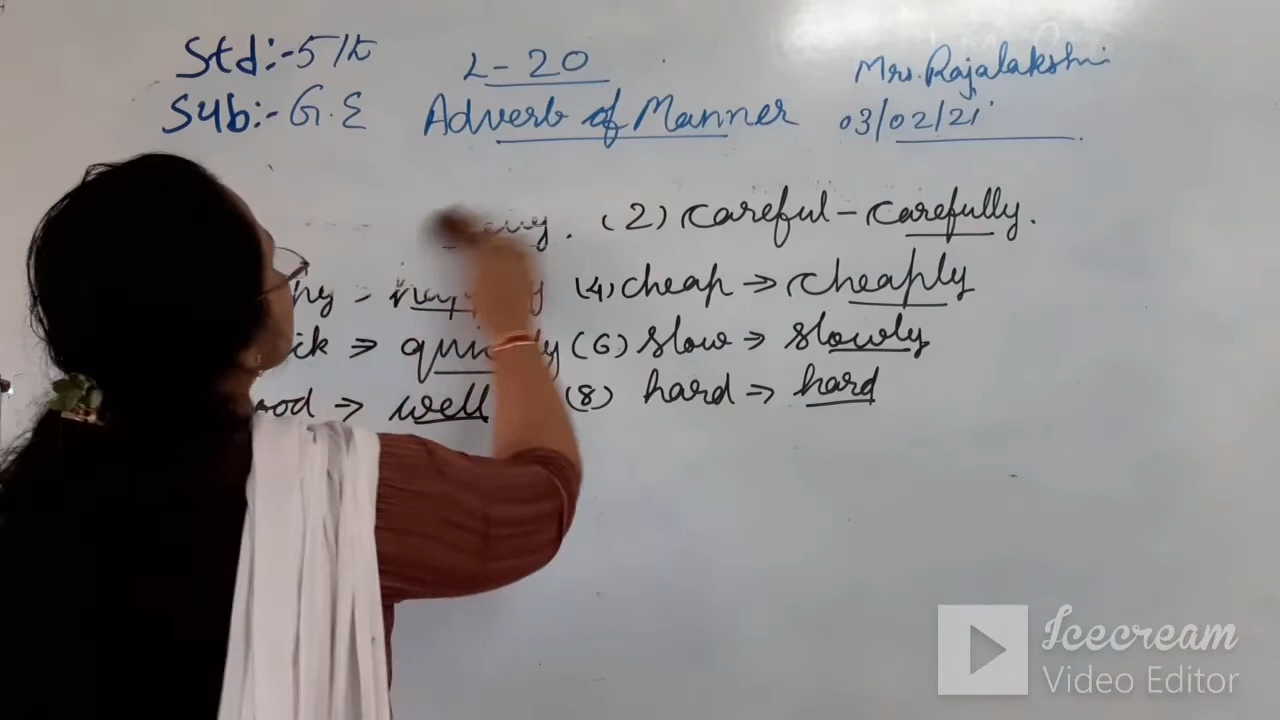 Std:-5th L-20 Mrs. Rajalakshmi
Sub:- G.E Adverb of Manner 03/02/21
(2) Careful - Carefully.
(4) Cheap → Cheaply
(6) Slow → Slowly
→ well (8) hard → hard
Icecream
Video Editor